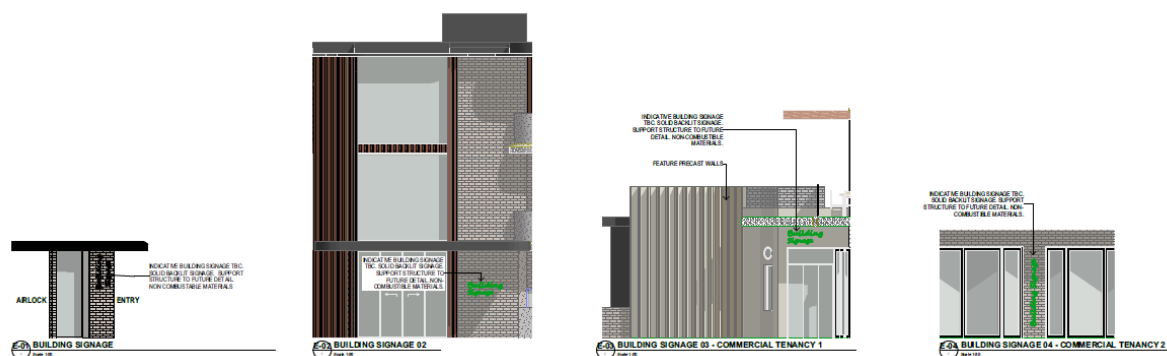 INDICATIVE BUILDING SIGNAGE TBC.
SOLID BACKLIT SIGNAGE. SUPPORT
STRUCTURE TO FUTURE DETAIL.
NON COMBUSTABLE MATERIALS
AIRLOCK
ENTRY
E-01 BUILDING SIGNAGE
INDICATIVE BUILDING SIGNAGE
TBC. SOLID BACKLIT SIGNAGE.
SUPPORT STRUCTURE TO
FUTURE DETAIL. NON-
COMBUSTIBLE MATERIALS.
Building
Signage
E-02 BUILDING SIGNAGE 02
INDICATIVE BUILDING SIGNAGE
TBC. SOLID BACKLIT SIGNAGE.
SUPPORT STRUCTURE TO FUTURE
DETAIL. NON-COMBUSTIBLE
MATERIALS.
FEATURE PRECAST WALLS
Building
Signage
E-03 BUILDING SIGNAGE 03 - COMMERCIAL TENANCY 1
INDICATIVE BUILDING SIGNAGE TBC.
SOLID BACKLIT SIGNAGE. SUPPORT
STRUCTURE TO FUTURE DETAIL. NON-
COMBUSTIBLE MATERIALS.
Building Signage
E-04 BUILDING SIGNAGE 04 - COMMERCIAL TENANCY 2